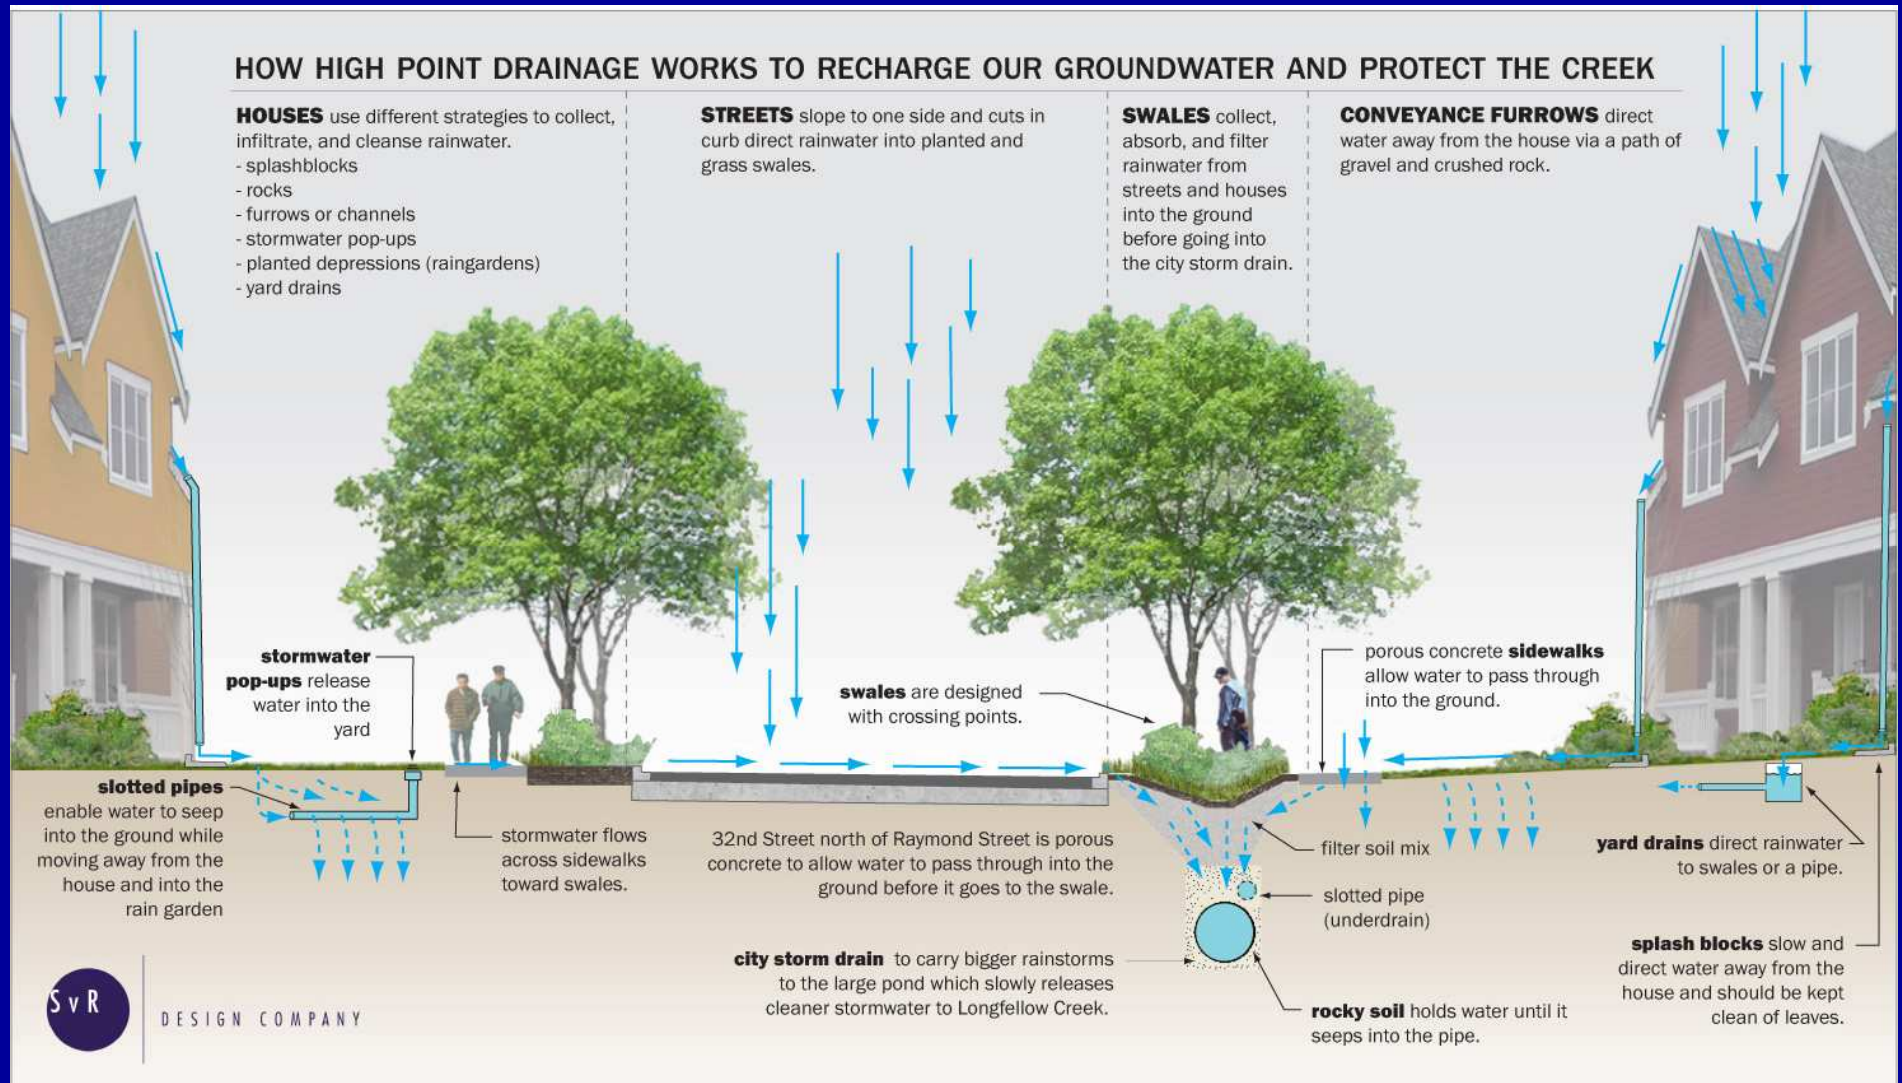 HOW HIGH POINT DRAINAGE WORKS TO RECHARGE OUR GROUNDWATER AND PROTECT THE CREEK
HOUSES use different strategies to collect,
infiltrate, and cleanse rainwater.
- splashblocks
- rocks
- furrows or channels
- stormwater pop-ups
- planted depressions (raingardens)
- yard drains
STREETS slope to one side and cuts in
curb direct rainwater into planted and
grass swales.
SWALES collect,
absorb, and filter
rainwater from
streets and houses
into the ground
before going into
the city storm drain.
CONVEYANCE FURROWS direct
water away from the house via a path of
gravel and crushed rock.
stormwater
pop-ups release
water into the
yard
swales are designed
with crossing points.
porous concrete sidewalks
allow water to pass through
into the ground.
slotted pipes
enable water to seep
into the ground while
moving away from the
house and into the
rain garden
stormwater flows
across sidewalks
toward swales.
32nd Street north of Raymond Street is porous
concrete to allow water to pass through into the
ground before it goes to the swale.
filter soil mix
slotted pipe
(underdrain)
yard drains direct rainwater
to swales or a pipe.
city storm drain to carry bigger rainstorms
to the large pond which slowly releases
cleaner stormwater to Longfellow Creek.
rocky soil holds water until it
seeps into the pipe.
splash blocks slow and
direct water away from the
house and should be kept
clean of leaves.
SvR
DESIGN COMPANY